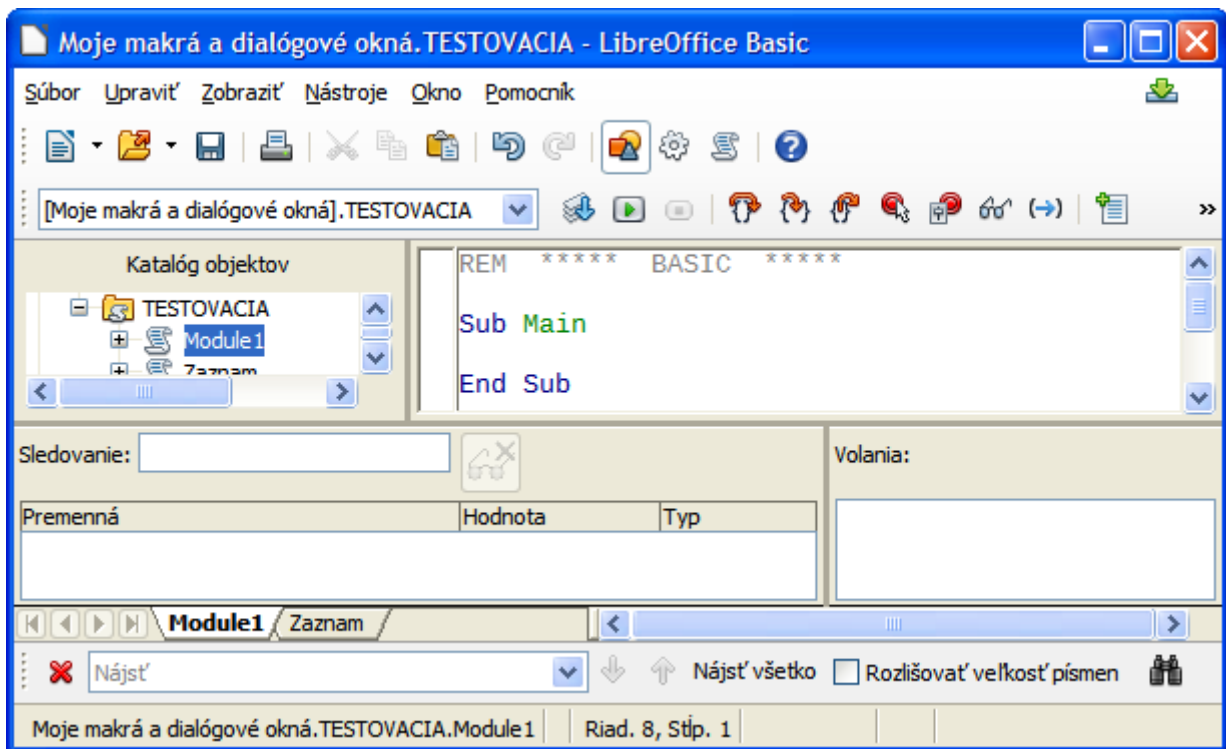 Moje makrá a dialógové okná.TESTOVACIA - LibreOffice Basic
Súbor Upraviť Zobraziť Nástroje Okno Pomocník
[Moje makrá a dialógové okná].TESTOVACIA
Katalóg objektov
TESTOVACIA
Module1
Zaznam
REM ***** BASIC *****
Sub Main
End Sub
Sledovanie:
Volania:
Premenná Hodnota Typ
Module1 Zaznam
Nájsť Nájsť všetko Rozlišovať veľkosť písmen
Moje makrá a dialógové okná.TESTOVACIA.Module1 Riad. 8, Stĺp. 1